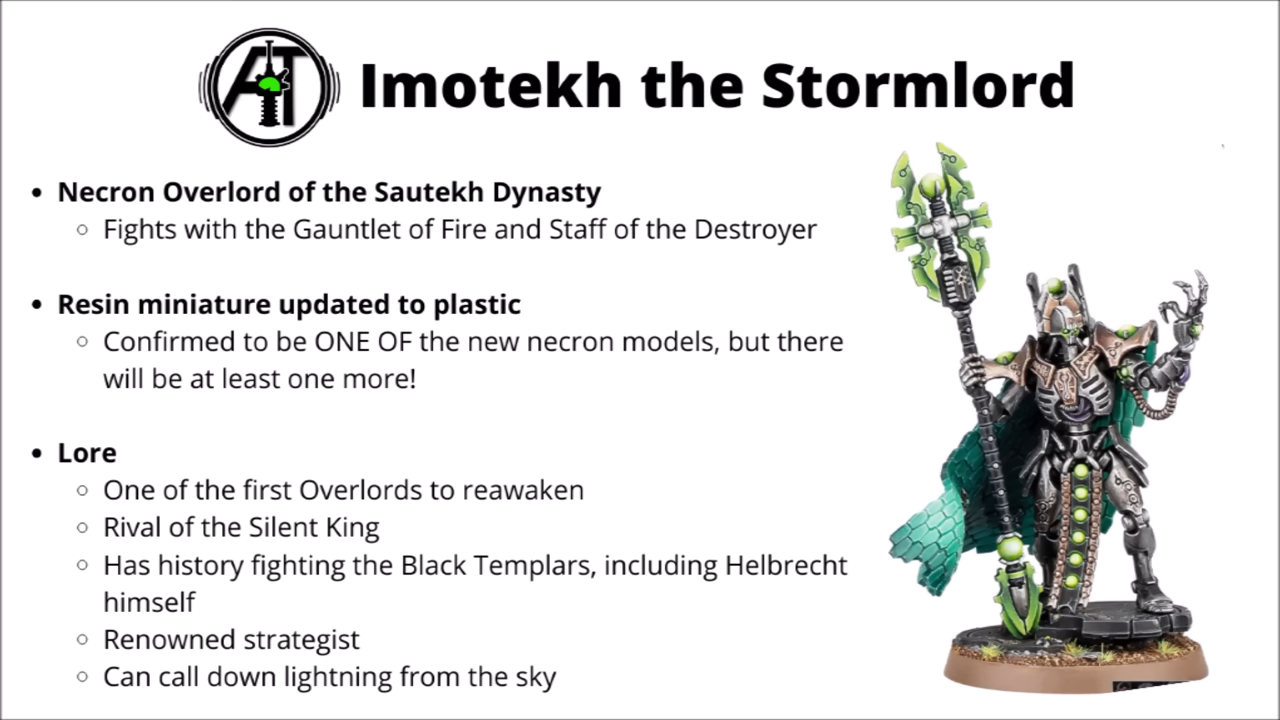 AT
Imotekh the Stormlord
• Necron Overlord of the Sautekh Dynasty
○ Fights with the Gauntlet of Fire and Staff of the Destroyer
• Resin miniature updated to plastic
○ Confirmed to be ONE OF the new necron models, but there
will be at least one more!
• Lore
○ One of the first Overlords to reawaken
○ Rival of the Silent King
○ Has history fighting the Black Templars, including Helbrecht
himself
○ Renowned strategist
○ Can call down lightning from the sky